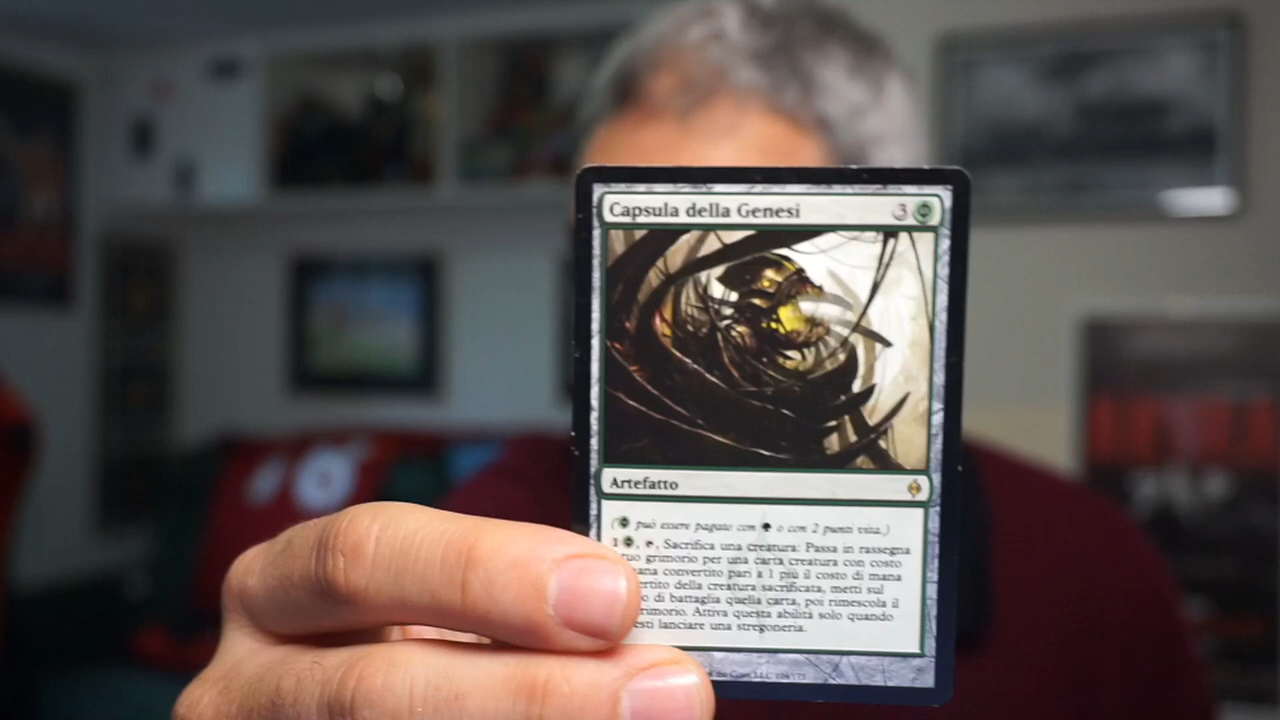 Capsula della Genesi 3
Artefatto
( può essere pagato con o con 2 punti vita.)
1 , , Sacrifica una creatura: Passa in rassegna
tuo grimorio per una carta creatura con costo
mana convertito pari a 1 più il costo di mana
ertito della creatura sacrificata, metti sul
o di battaglia quella carta, poi rimescola il
rimorio. Attiva questa abilità solo quando
esti lanciare una stregoneria.